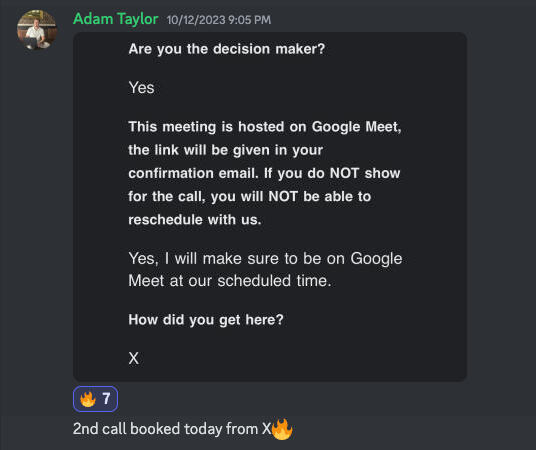 Adam Taylor 10/12/2023 9:05 PM
Are you the decision maker?
Yes
This meeting is hosted on Google Meet,
the link will be given in your
confirmation email. If you do NOT show
for the call, you will NOT be able to
reschedule with us.
Yes, I will make sure to be on Google
Meet at our scheduled time.
How did you get here?
X
🔥 7
2nd call booked today from X🔥